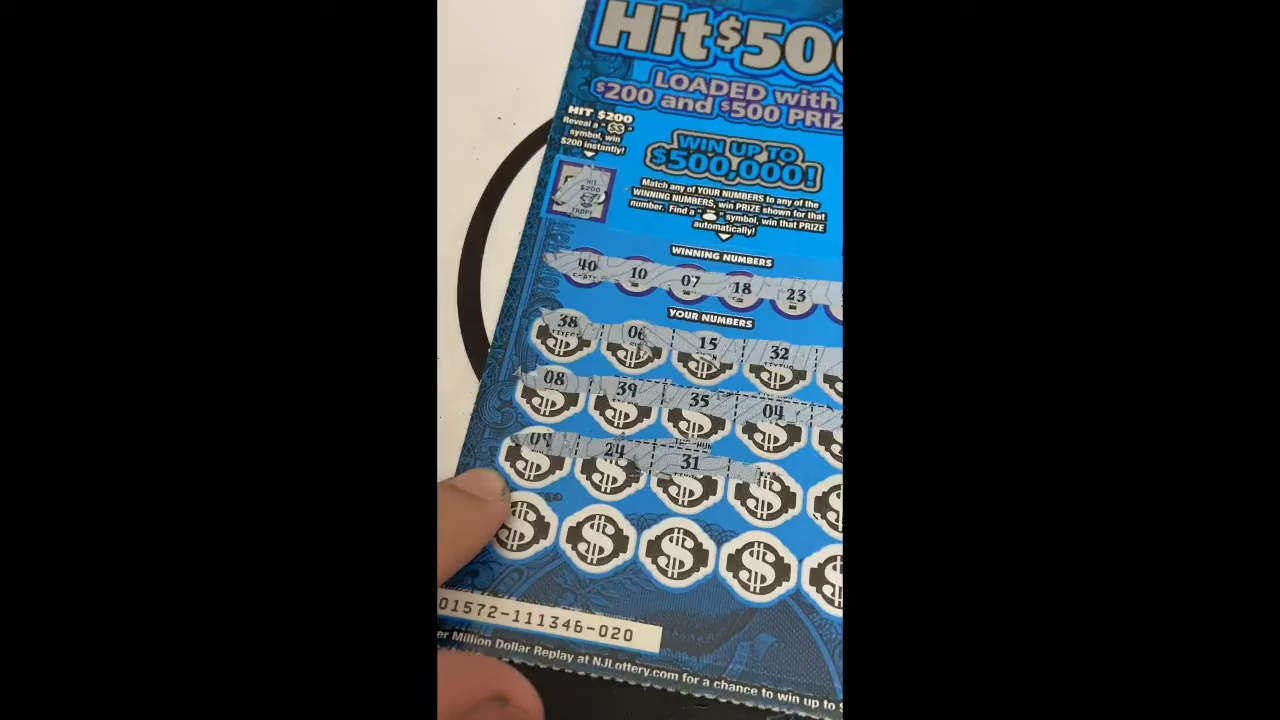 Hit $50
LOADED with
$200 and $500 PRIZ
HIT $200
Reveal a "$$"
symbol, win
$200 instantly!
WIN UP TO
$500,000!
HIT
$200
Match any of YOUR NUMBERS to any of the
WINNING NUMBERS, win PRIZE shown for that
number. Find a " " symbol, win that PRIZE
automatically!
WINNING NUMBERS
40 10 07 18 23
YOUR NUMBERS
38 06 15 32
08 39 35 04
09 24 31
01572-111346-020
er Million Dollar Replay at NJLottery.com for a chance to win up to $